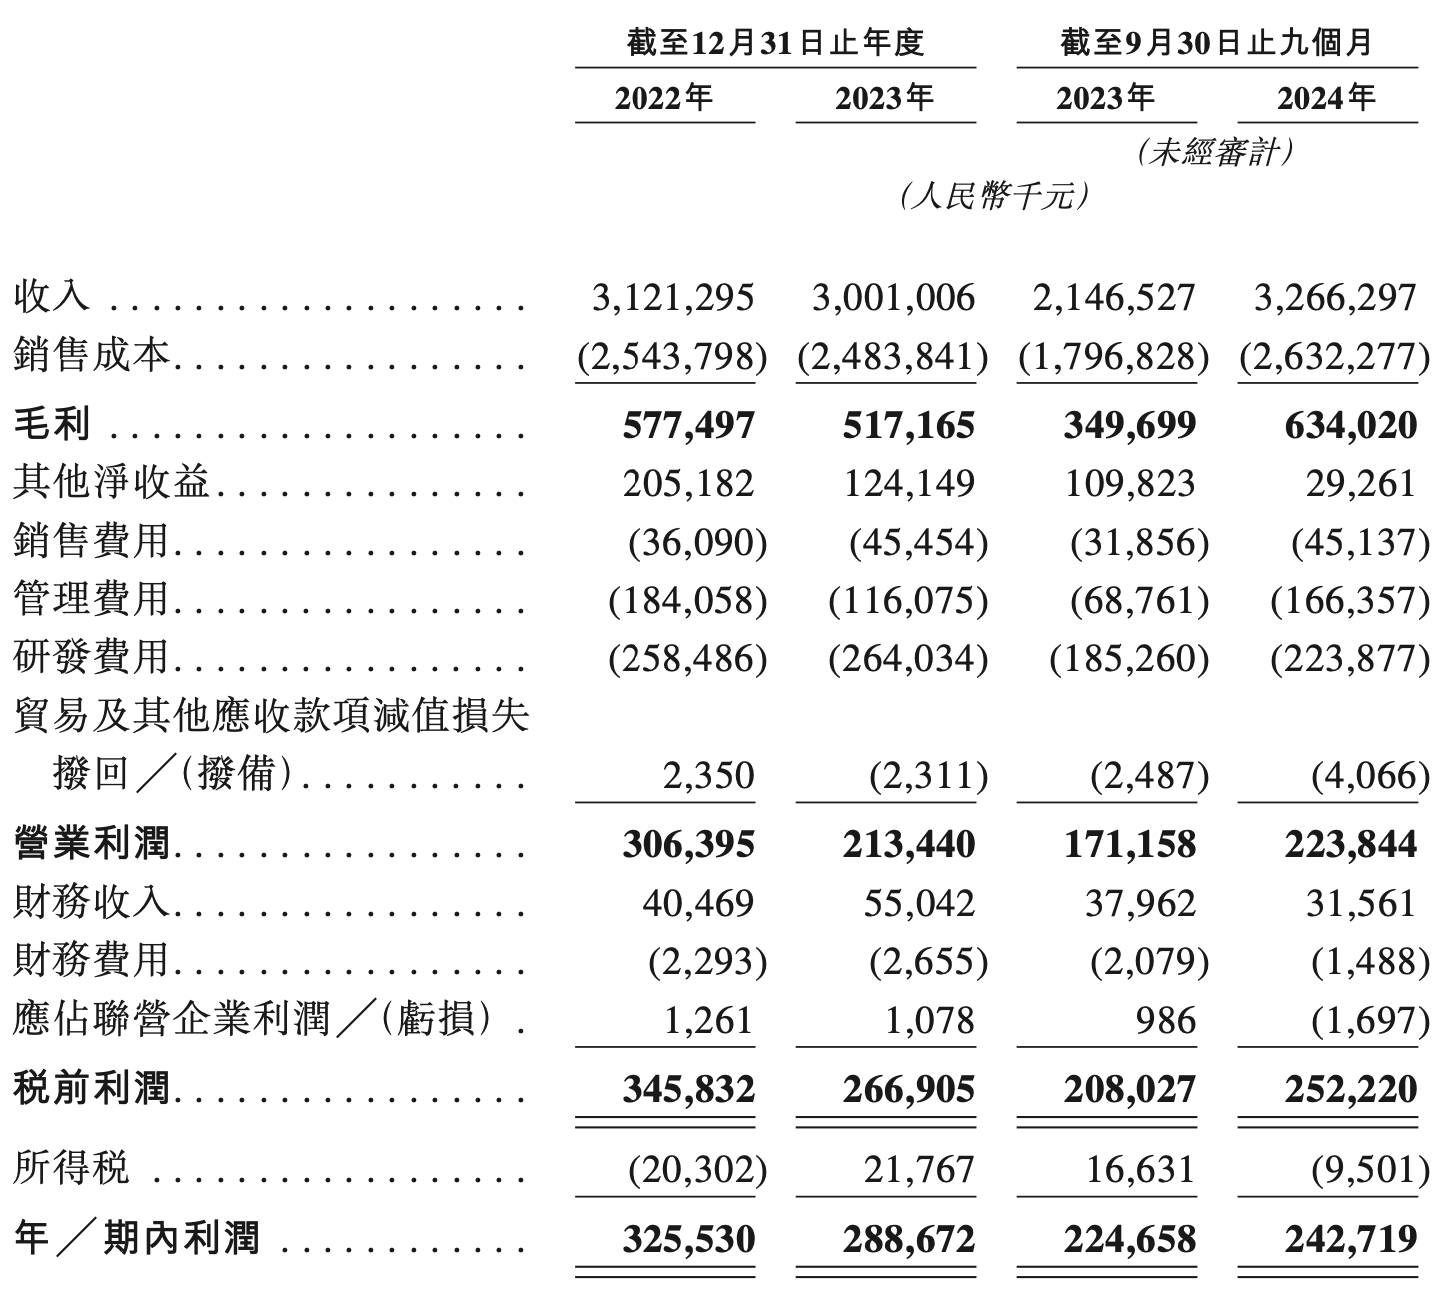 截至12月31日止年度 截至9月30日止九個月
2022年 2023年 2023年 2024年
(未經審計)
(人民幣千元)
收入 ..................... 3,121,295 3,001,006 2,146,527 3,266,297
銷售成本.................. (2,543,798) (2,483,841) (1,796,828) (2,632,277)
毛利 ..................... 577,497 517,165 349,699 634,020
其他淨收益................ 205,182 124,149 109,823 29,261
銷售費用.................. (36,090) (45,454) (31,856) (45,137)
管理費用.................. (184,058) (116,075) (68,761) (166,357)
研發費用.................. (258,486) (264,034) (185,260) (223,877)
貿易及其他應收款項減值損失
撥回／(撥備)............ 2,350 (2,311) (2,487) (4,066)
營業利潤.................. 306,395 213,440 171,158 223,844
財務收入.................. 40,469 55,042 37,962 31,561
財務費用.................. (2,293) (2,655) (2,079) (1,488)
應佔聯營企業利潤／(虧損) . 1,261 1,078 986 (1,697)
稅前利潤.................. 345,832 266,905 208,027 252,220
所得稅 ................... (20,302) 21,767 16,631 (9,501)
年／期內利潤 ............. 325,530 288,672 224,658 242,719